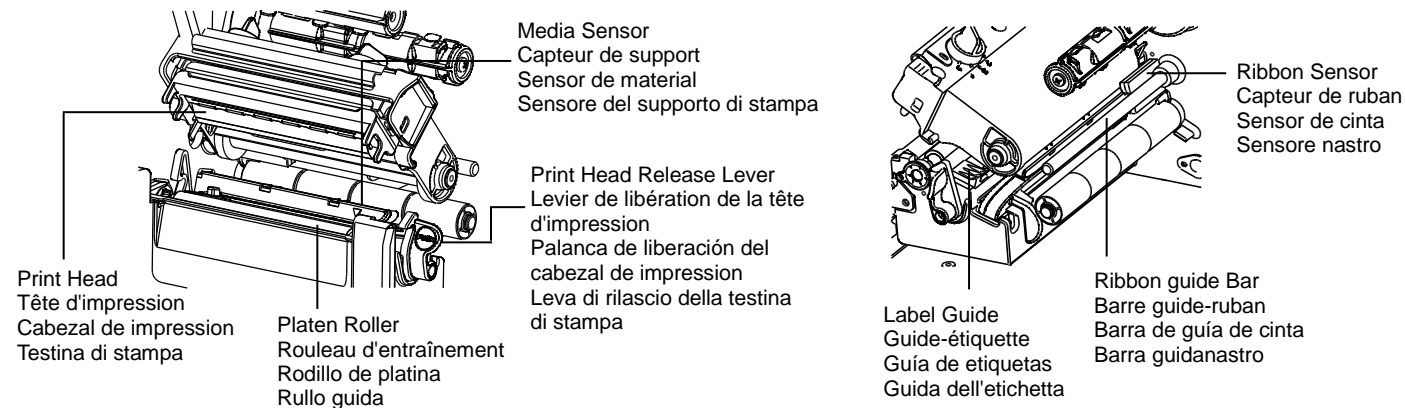 Media Sensor
Capteur de support
Sensor de material
Sensore del supporto di stampa
Print Head Release Lever
Levier de libération de la tête
d'impression
Palanca de liberación del
cabezal de impression
Leva di rilascio della testina
di stampa
Print Head
Tête d'impression
Cabezal de impression
Testina di stampa
Platen Roller
Rouleau d'entraînement
Rodillo de platina
Rullo guida
Ribbon Sensor
Capteur de ruban
Sensor de cinta
Sensore nastro
Label Guide
Guide-étiquette
Guía de etiquetas
Guida dell'etichetta
Ribbon guide Bar
Barre guide-ruban
Barra de guía de cinta
Barra guidanastro